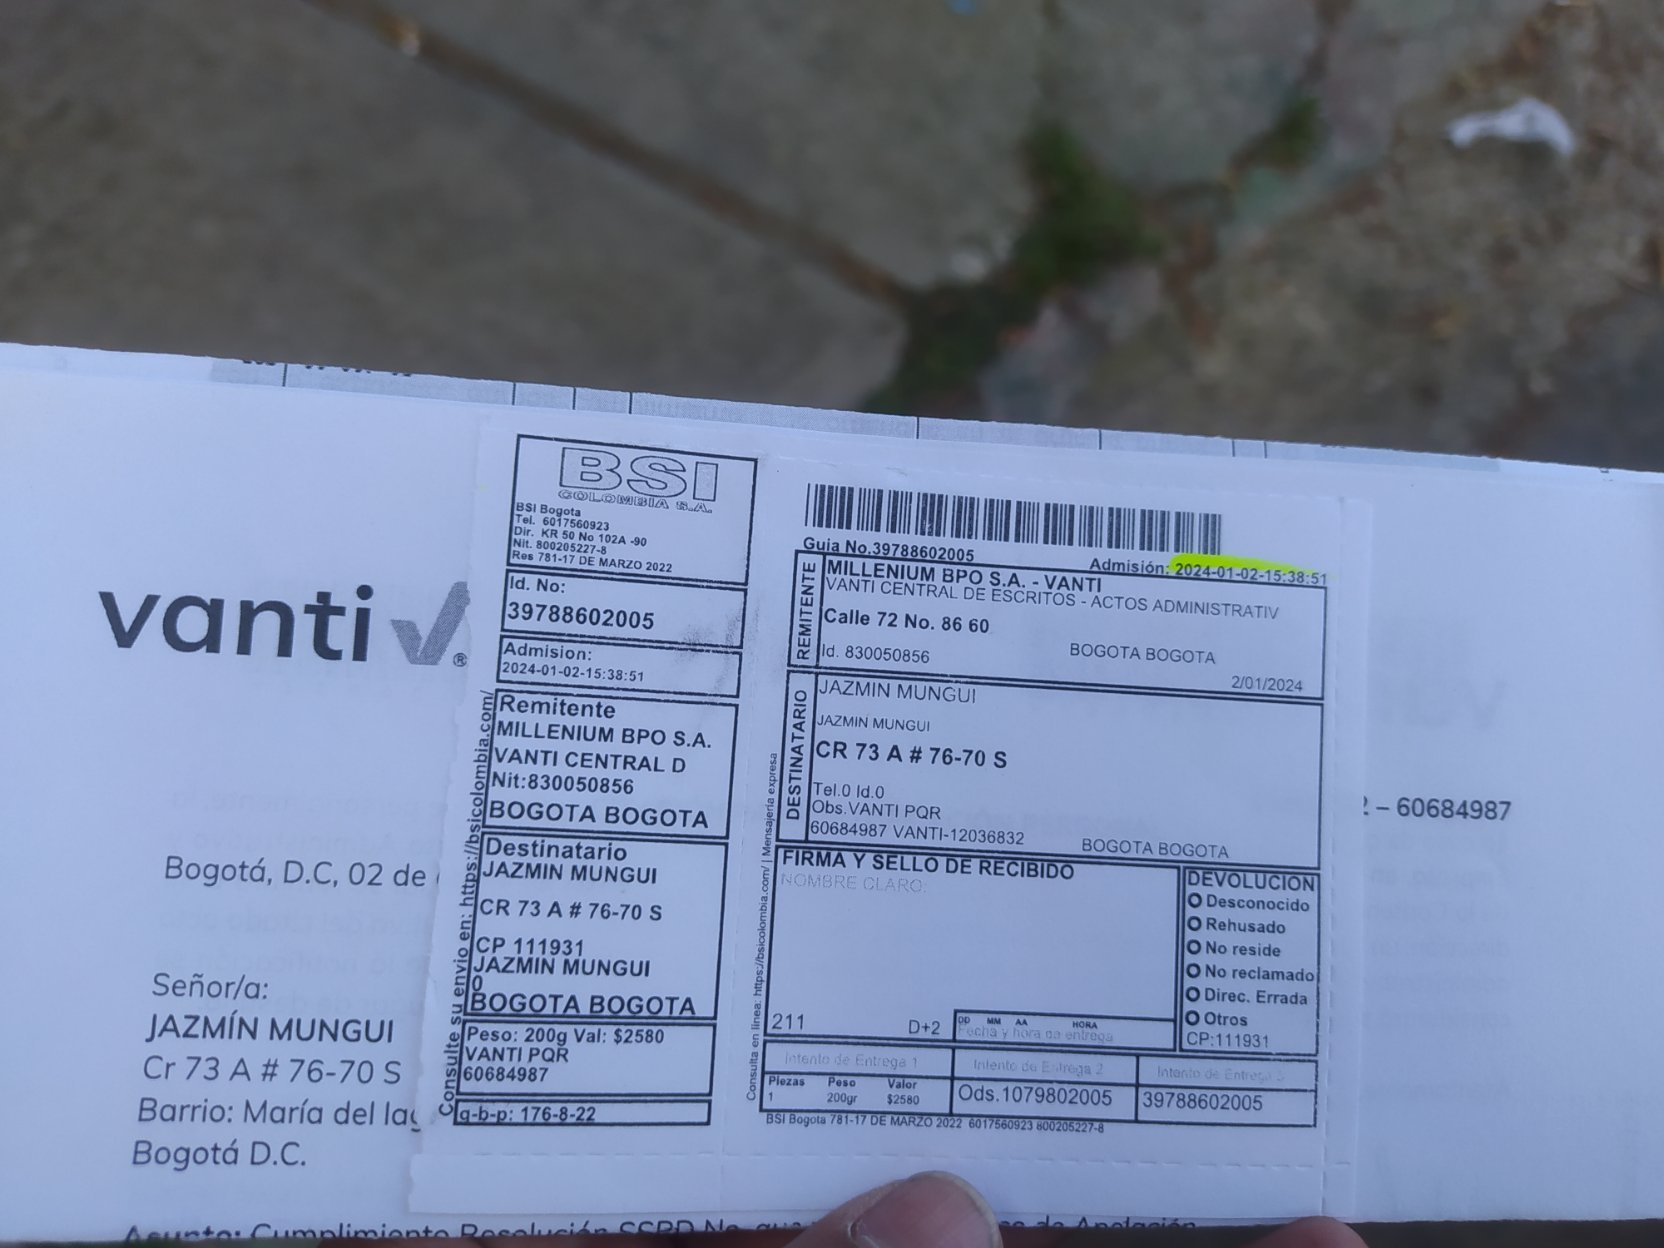 vanti
®
2 – 60684987
Bogotá, D.C, 02 de
Señor/a:
JAZMÍN MUNGUI
Cr 73 A # 76-70 S
Barrio: María del lag
Bogotá D.C.
Asunto: Cumplimiento Resolución SSPD No. que
de Apelación
BSI
COLOMBIA S.A.
BSI Bogota
Tel. 6017560923
Dir. KR 50 No 102A -90
Nit. 800205227-8
Res 781-17 DE MARZO 2022
Id. No:
39788602005
Admision:
2024-01-02-15:38:51
Remitente
MILLENIUM BPO S.A.
VANTI CENTRAL D
Nit:830050856
BOGOTA BOGOTA
Destinatario
JAZMIN MUNGUI
CR 73 A # 76-70 S
CP 111931
JAZMIN MUNGUI
0
BOGOTA BOGOTA
Peso: 200g Val: $2580
VANTI PQR
60684987
g-b-p: 176-8-22
Consulte su envio en: https://bsicolombia.com/
Guia No.39788602005
Admisión: 2024-01-02-15:38:51
REMITENTE
MILLENIUM BPO S.A. - VANTI
VANTI CENTRAL DE ESCRITOS - ACTOS ADMINISTRATIV
Calle 72 No. 86 60
Id. 830050856
BOGOTA BOGOTA
2/01/2024
DESTINATARIO
JAZMIN MUNGUI
JAZMIN MUNGUI
CR 73 A # 76-70 S
Tel.0 Id.0
Obs.VANTI PQR
60684987 VANTI-12036832
BOGOTA BOGOTA
FIRMA Y SELLO DE RECIBIDO
NOMBRE CLARO:
211
D+2
DD MM AA HORA
Fecha y hora de entrega
DEVOLUCIÓN
Desconocido
Rehusado
No reside
No reclamado
Direc. Errada
Otros
CP:111931
Intento de Entrega 1
Intento de Entrega 2
Intento de Entrega 3
Piezas Peso Valor
1 200gr $2580
Ods.1079802005
39788602005
BSI Bogota 781-17 DE MARZO 2022 6017560923 800205227-8
Consulta en linea: https://bsicolombia.com/ | Mensajería expresa